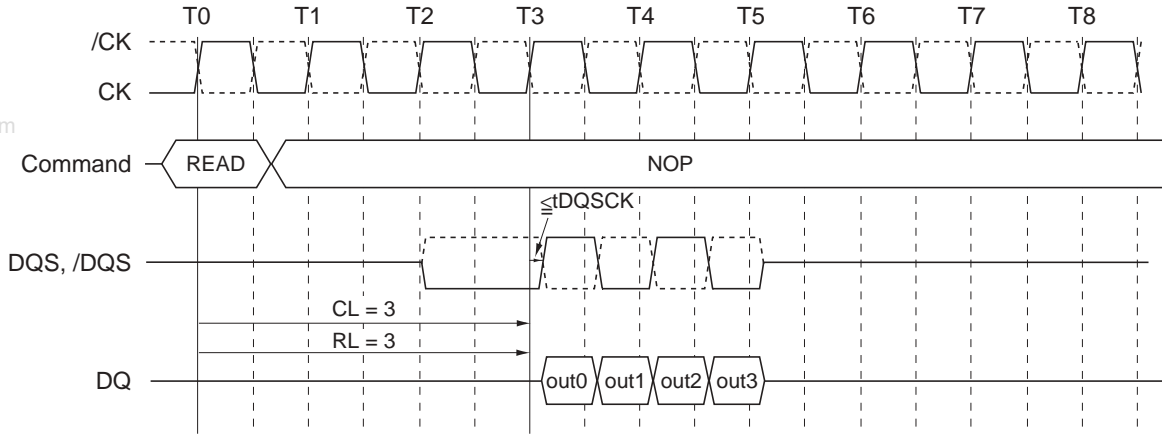 T0 T1 T2 T3 T4 T5 T6 T7 T8
/CK
CK
m
Command READ NOP
≤tDQSCK
DQS, /DQS
CL = 3
RL = 3
DQ out0 out1 out2 out3